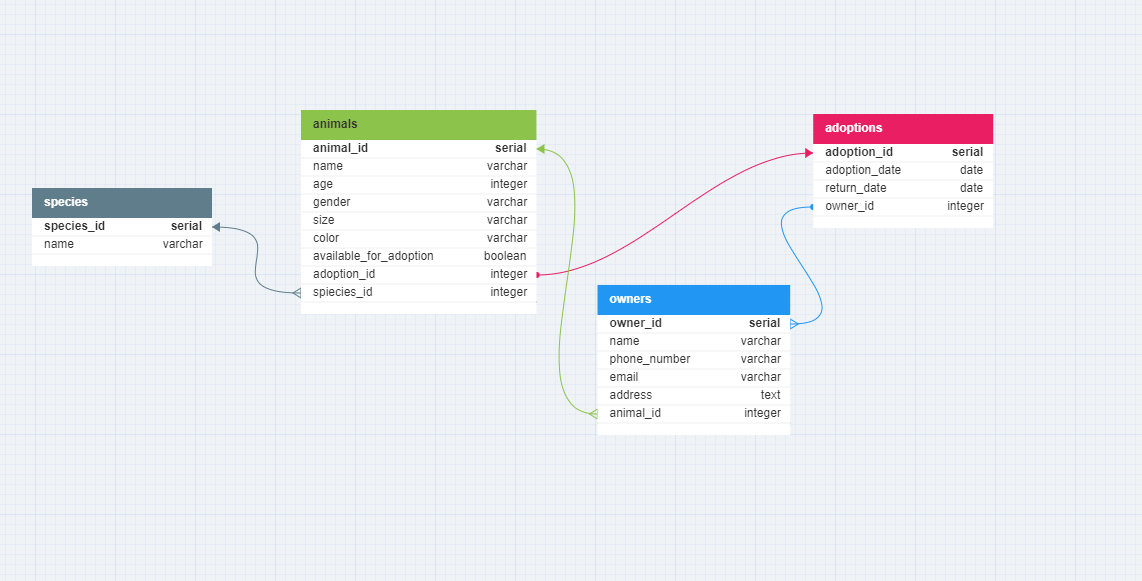 species
species_id serial
name varchar
animals
animal_id serial
name varchar
age integer
gender varchar
size varchar
color varchar
available_for_adoption boolean
adoption_id integer
spiecies_id integer
owners
owner_id serial
name varchar
phone_number varchar
email varchar
address text
animal_id integer
adoptions
adoption_id serial
adoption_date date
return_date date
owner_id integer